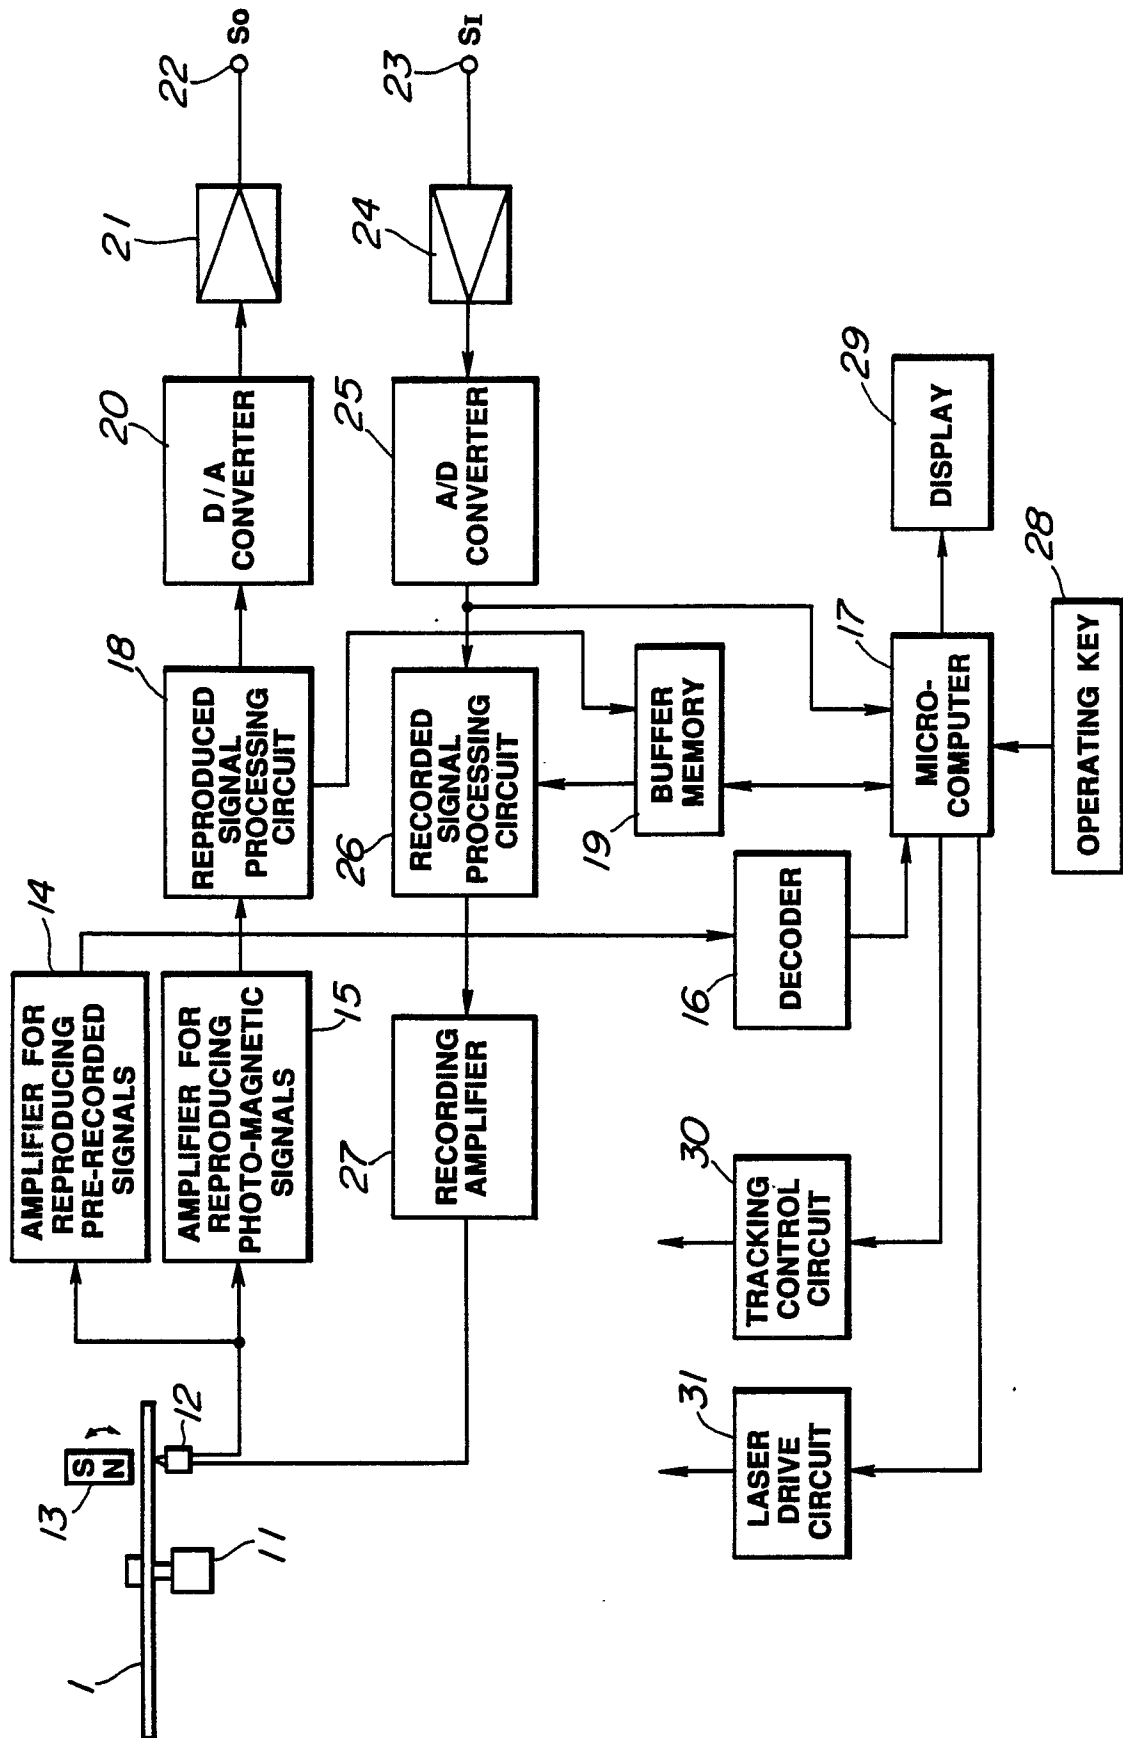 1
11
13
S
N
12
14
AMPLIFIER FOR
REPRODUCING
PRE-RECORDED
SIGNALS
AMPLIFIER FOR
REPRODUCING
PHOTO-MAGNETIC
SIGNALS
15
18
REPRODUCED
SIGNAL
PROCESSING
CIRCUIT
20
D/A
CONVERTER
21
22
SO
27
RECORDING
AMPLIFIER
26
RECORDED
SIGNAL
PROCESSING
CIRCUIT
25
A/D
CONVERTER
24
23
SI
19
BUFFER
MEMORY
16
DECODER
31
LASER
DRIVE
CIRCUIT
30
TRACKING
CONTROL
CIRCUIT
17
MICRO-
COMPUTER
29
DISPLAY
28
OPERATING KEY